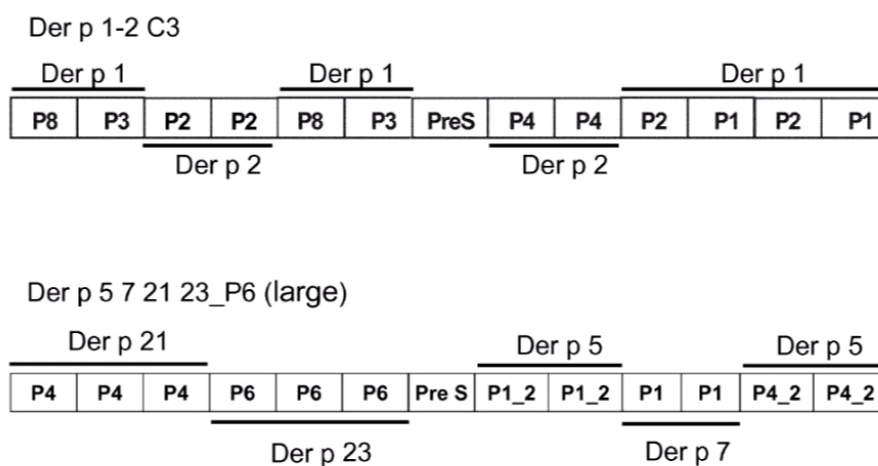 Der p 1-2 C3
Der p 1 Der p 1 Der p 1
P8 P3 P2 P2 P8 P3 PreS P4 P4 P2 P1 P2 P1
Der p 2 Der p 2
Der p 5 7 21 23_P6 (large)
Der p 21 Der p 5 Der p 5
P4 P4 P4 P6 P6 P6 Pre S P1_2 P1_2 P1 P1 P4_2 P4_2
Der p 23 Der p 7